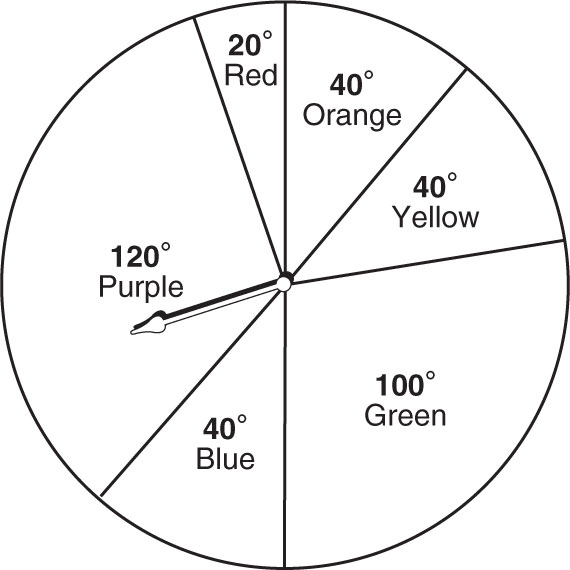 20°
Red
40°
Orange
40°
Yellow
120°
Purple
100°
Green
40°
Blue